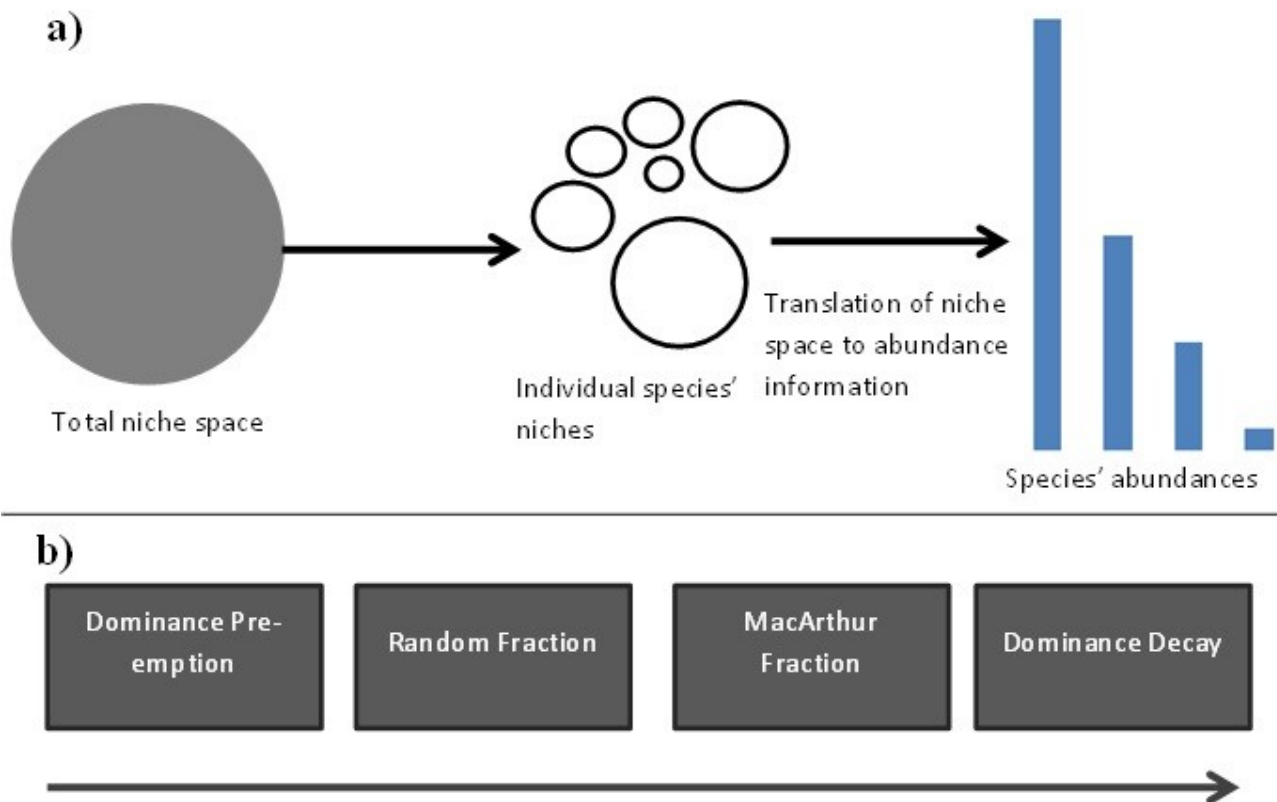 a)
Total niche space
Individual species’
niches
Translation of niche
space to abundance
information
Species’ abundances
b)
Dominance Pre-
emption
Random Fraction
MacArthur
Fraction
Dominance Decay